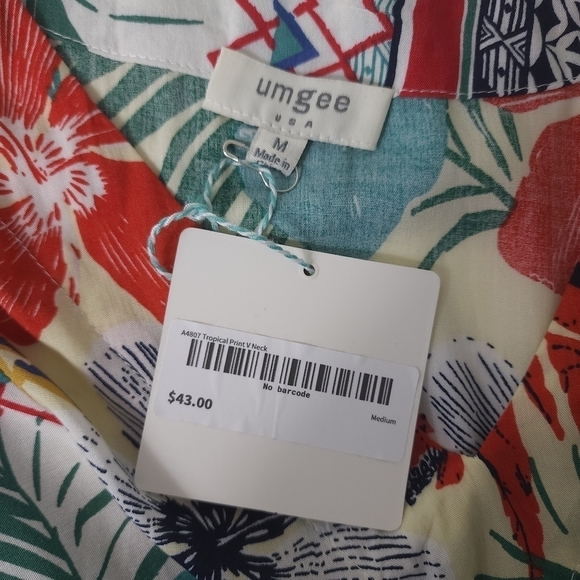 umgee
USA
M
Made in
A4807 Tropical Print V Neck
No barcode
$43.00
Medium